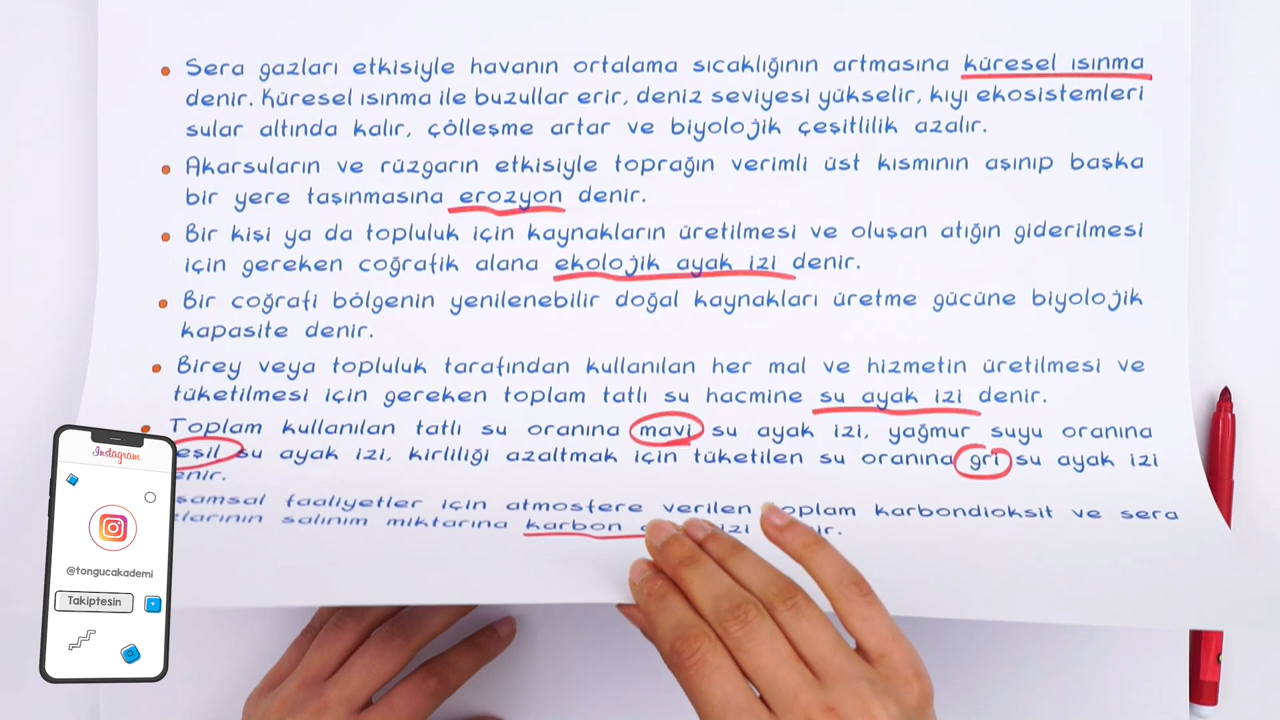 Sera gazları etkisiyle havanın ortalama sıcaklığının artmasına küresel ısınma
denir. Küresel ısınma ile buzullar erir, deniz seviyesi yükselir, kıyı ekosistemleri
sular altında kalır, çölleşme artar ve biyolojik çeşitlilik azalır.
Akarsuların ve rüzgarın etkisiyle toprağın verimli üst kısmının aşınıp başka
bir yere taşınmasına erozyon denir.
Bir kişi ya da topluluk için kaynakların üretilmesi ve oluşan atığın giderilmesi
için gereken coğrafik alana ekolojik ayak izi denir.
Bir coğrafi bölgenin yenilenebilir doğal kaynakları üretme gücüne biyolojik
kapasite denir.
Birey veya topluluk tarafından kullanılan her mal ve hizmetin üretilmesi ve
tüketilmesi için gereken toplam tatlı su hacmine su ayak izi denir.
Toplam kullanılan tatlı su oranına mavi su ayak izi, yağmur suyu oranına
su ayak izi, kirliliği azaltmak için tüketilen su oranına gri su ayak izi
faaliyetler için atmosfere verilen toplam karbondioksit ve sera
salınım miktarına karbon
Instagram
@tongucakademi
Takiptesin